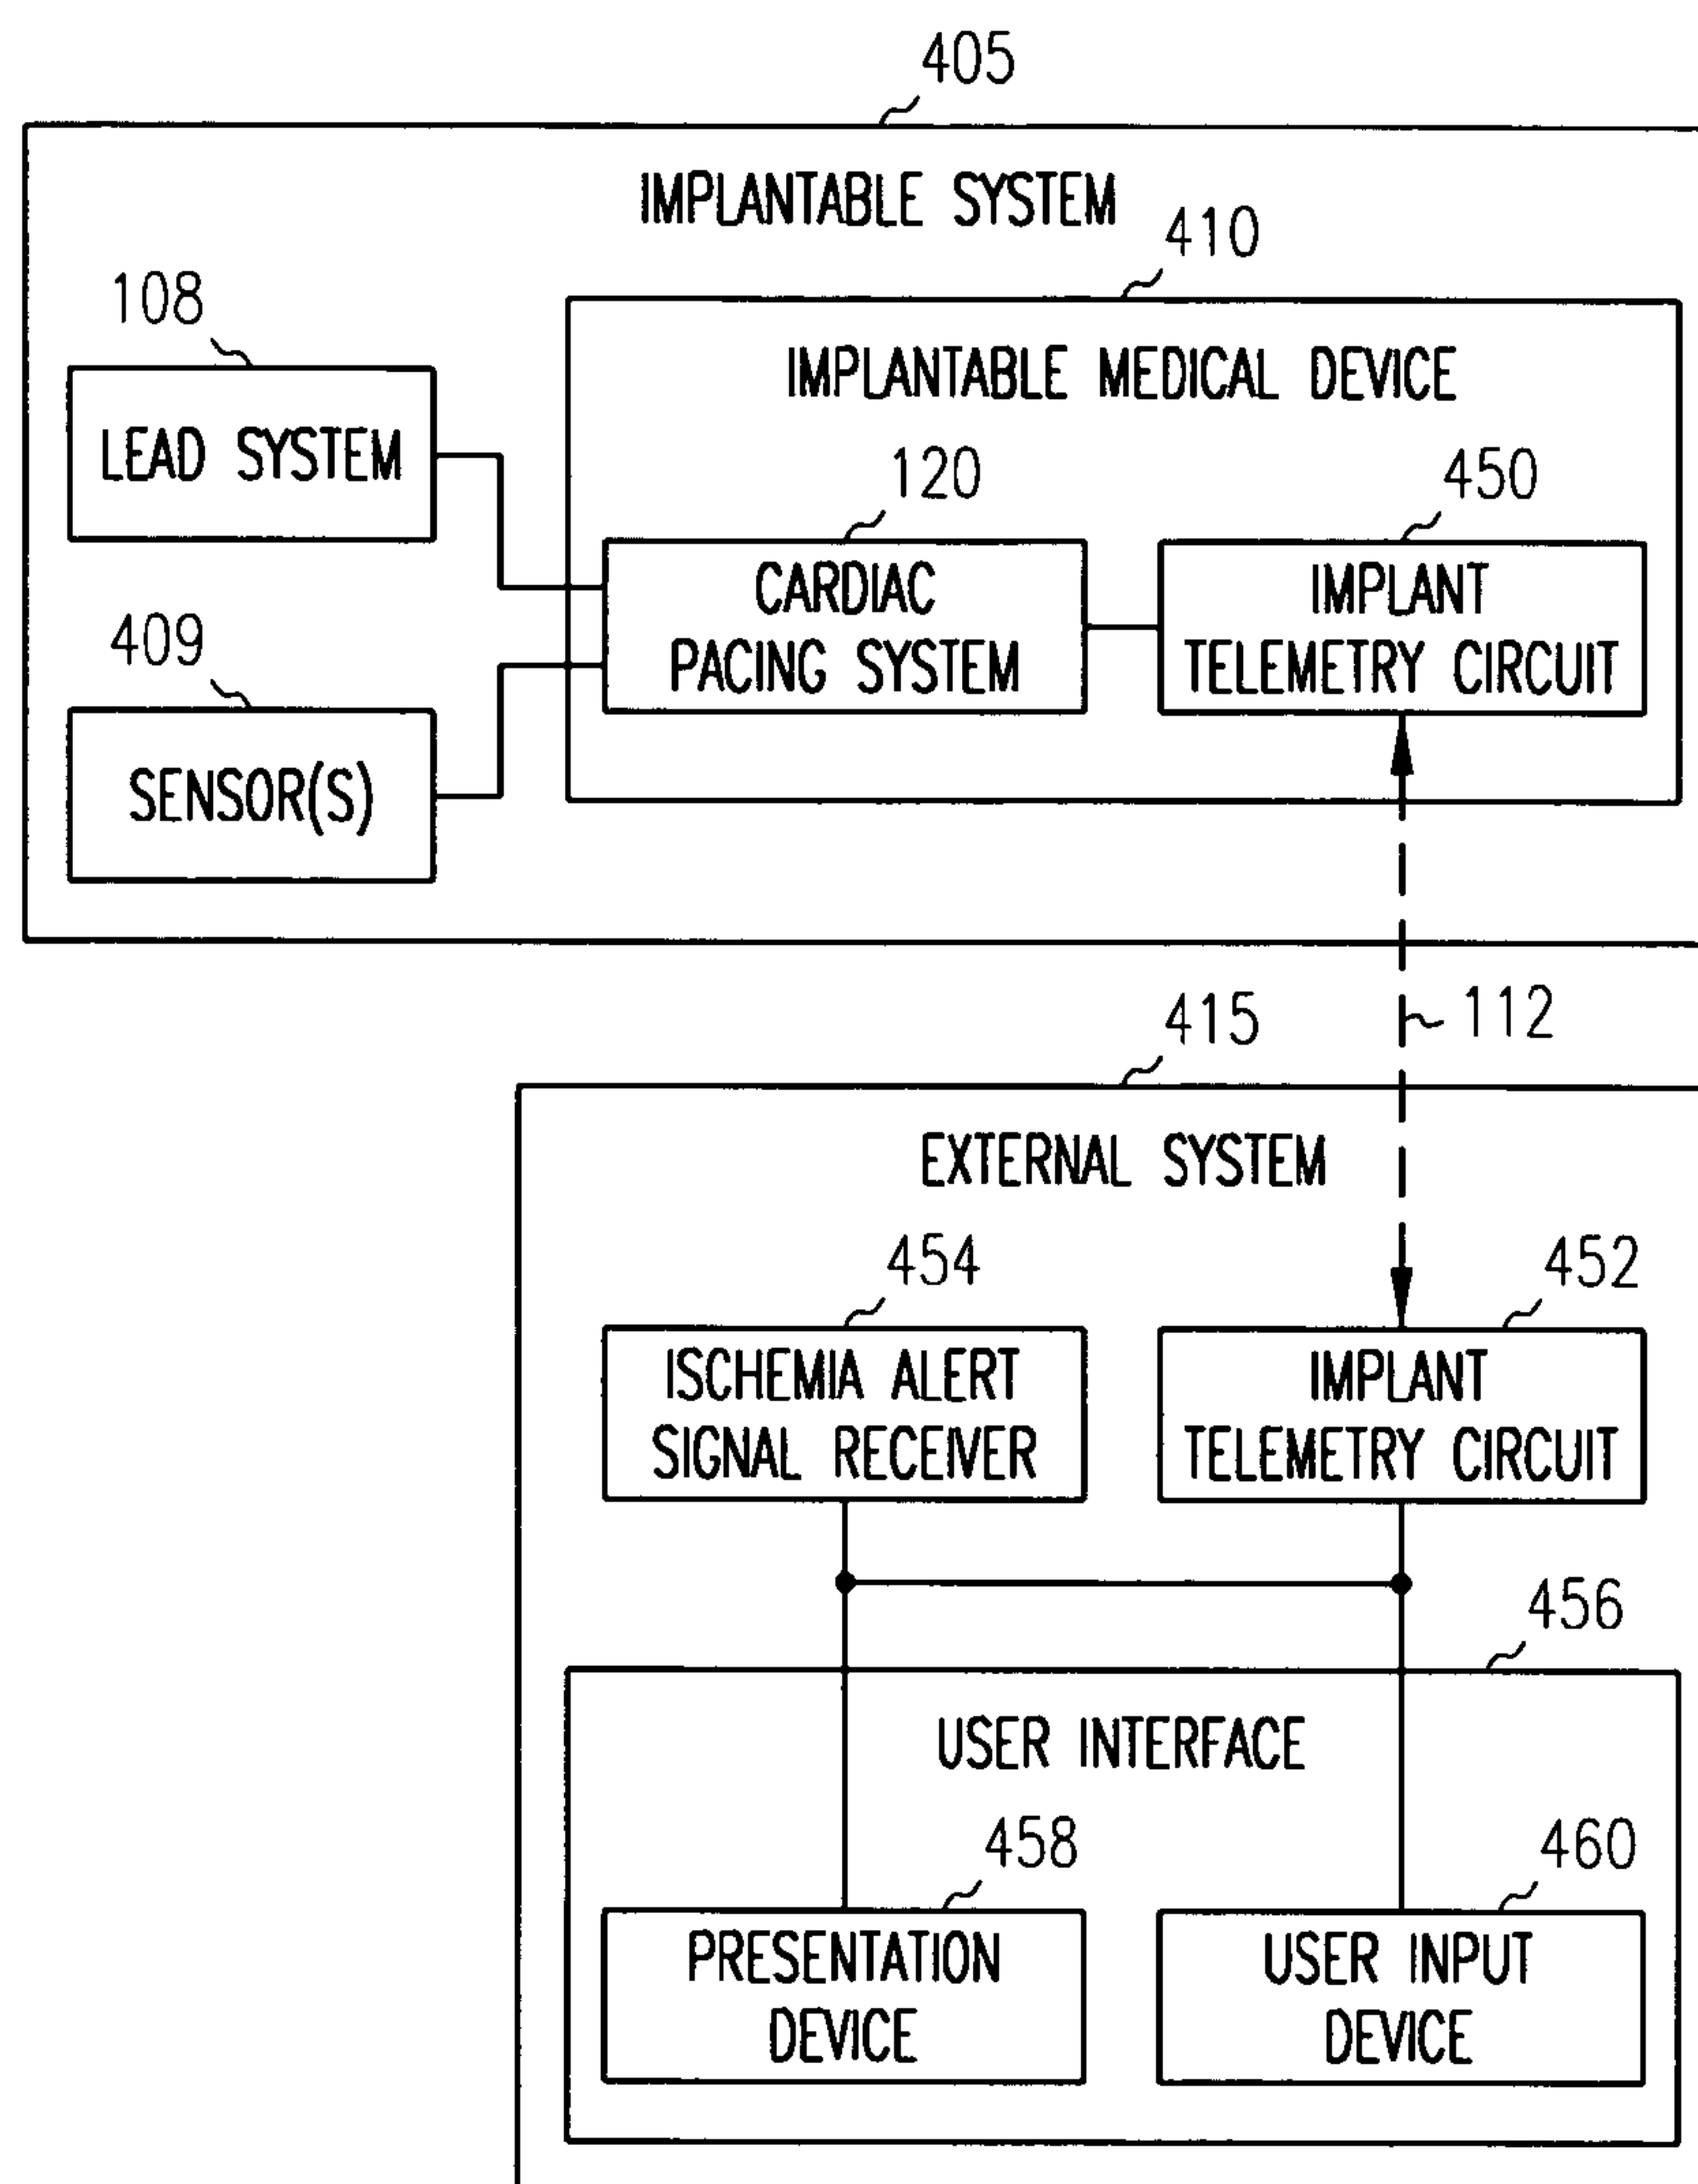 405
IMPLANTABLE SYSTEM
410
108
IMPLANTABLE MEDICAL DEVICE
LEAD SYSTEM
120
450
CARDIAC
PACING SYSTEM
IMPLANT
TELEMETRY CIRCUIT
409
SENSOR(S)
112
415
EXTERNAL SYSTEM
454
452
ISCHEMIA ALERT
SIGNAL RECEIVER
IMPLANT
TELEMETRY CIRCUIT
456
USER INTERFACE
458
460
PRESENTATION
DEVICE
USER INPUT
DEVICE